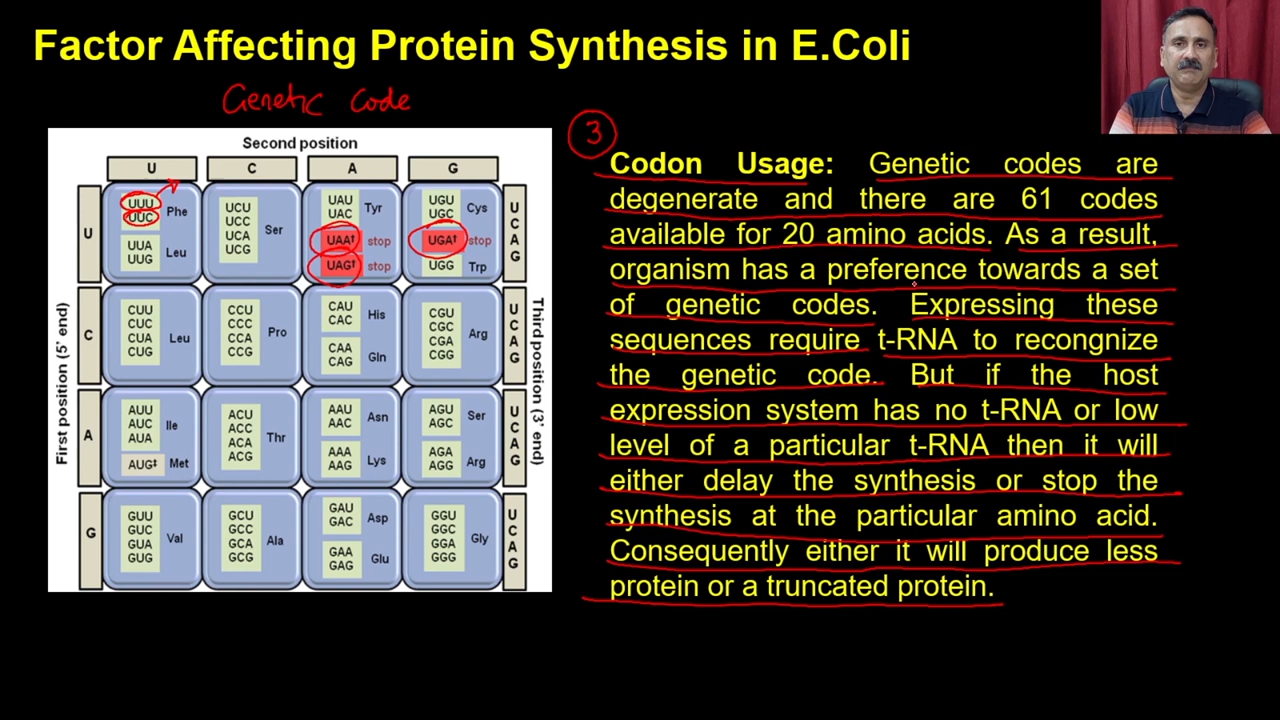 Factor Affecting Protein Synthesis in E.Coli
Genetic Code
Second position
U C A G
First position (5' end)
Third position (3' end)
U
UUU
UUC
Phe
UUA
UUG
Leu
UCU
UCC
UCA
UCG
Ser
UAU
UAC
Tyr
UAA† stop
UAG† stop
UGU
UGC
Cys
UGA† stop
UGG Trp
U
C
A
G
C
CUU
CUC
CUA
CUG
Leu
CCU
CCC
CCA
CCG
Pro
CAU
CAC
His
CAA
CAG
Gln
CGU
CGC
CGA
CGG
Arg
U
C
A
G
A
AUU
AUC
AUA
Ile
AUG‡ Met
ACU
ACC
ACA
ACG
Thr
AAU
AAC
Asn
AAA
AAG
Lys
AGU
AGC
Ser
AGA
AGG
Arg
U
C
A
G
G
GUU
GUC
GUA
GUG
Val
GCU
GCC
GCA
GCG
Ala
GAU
GAC
Asp
GAA
GAG
Glu
GGU
GGC
GGA
GGG
Gly
U
C
A
G
3
Codon Usage: Genetic codes are
degenerate and there are 61 codes
available for 20 amino acids. As a result,
organism has a preference towards a set
of genetic codes. Expressing these
sequences require t-RNA to recongnize
the genetic code. But if the host
expression system has no t-RNA or low
level of a particular t-RNA then it will
either delay the synthesis or stop the
synthesis at the particular amino acid.
Consequently either it will produce less
protein or a truncated protein.